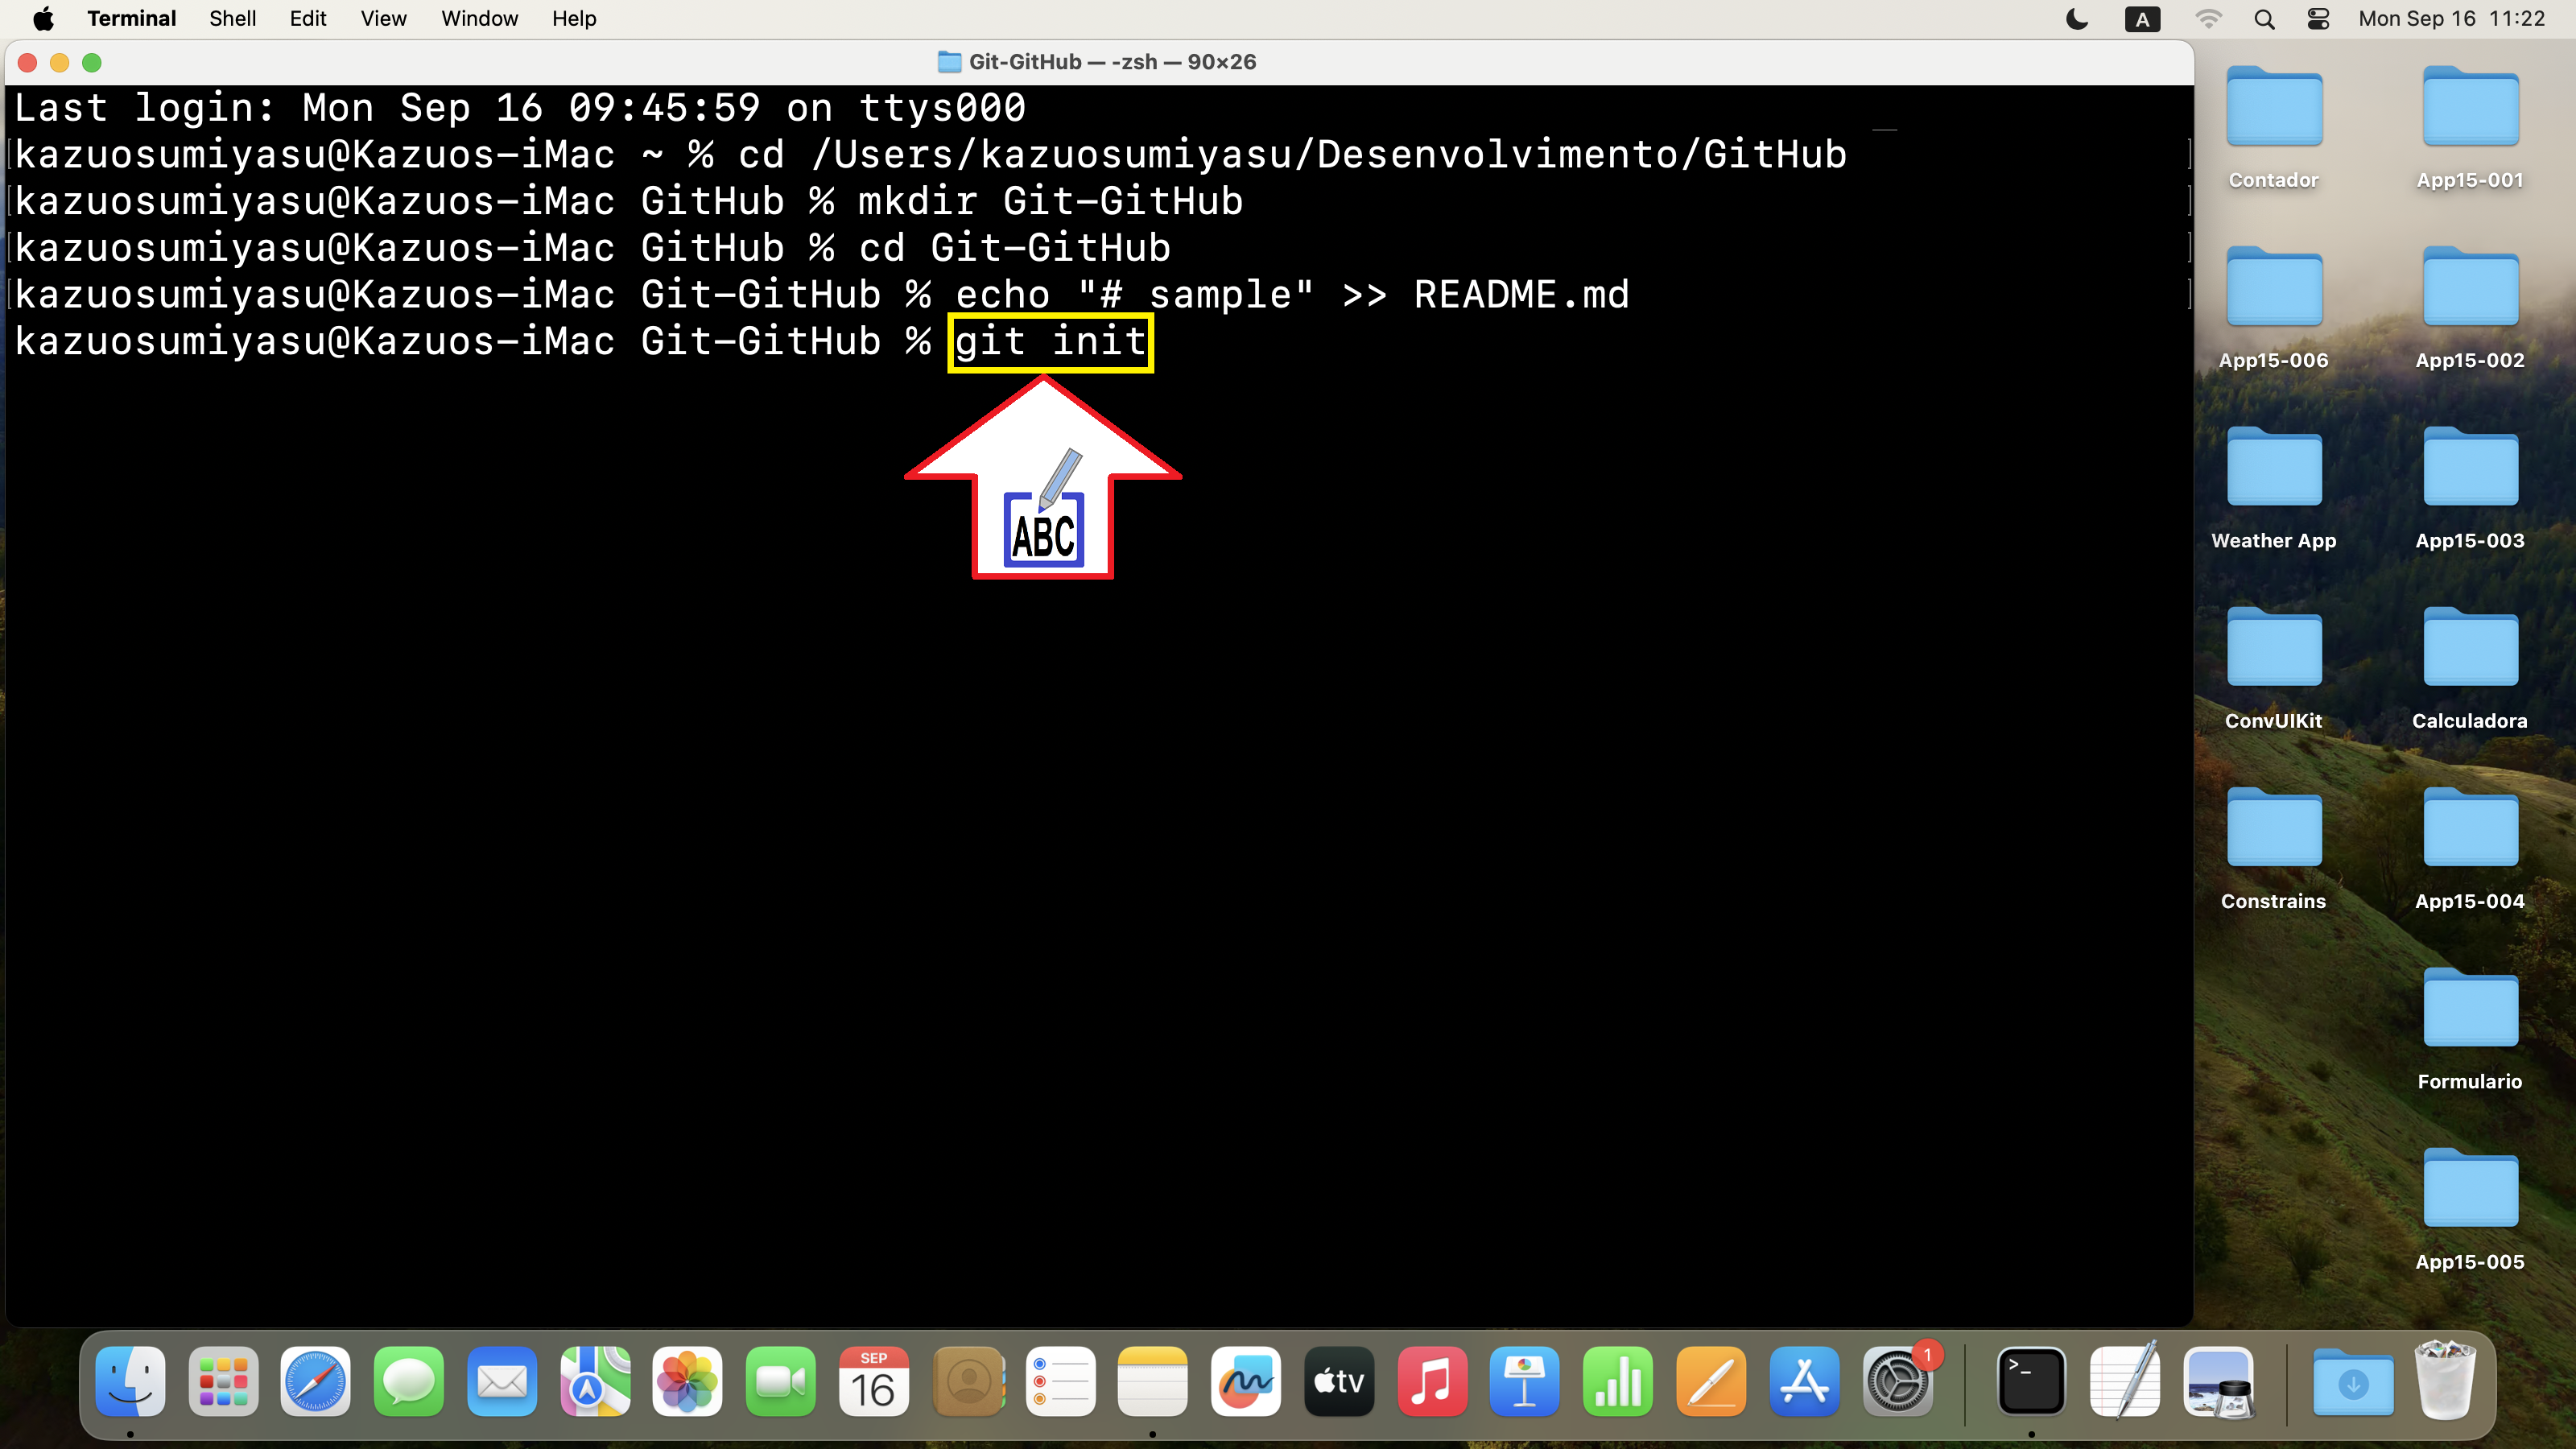 Terminal Shell Edit View Window Help
A Mon Sep 16 11:22
Git-GitHub — -zsh — 90×26
Last login: Mon Sep 16 09:45:59 on ttys000
[kazuosumiyasu@Kazuos-iMac ~ % cd /Users/kazuosumiyasu/Desenvolvimento/GitHub ]
[kazuosumiyasu@Kazuos-iMac GitHub % mkdir Git-GitHub ]
[kazuosumiyasu@Kazuos-iMac GitHub % cd Git-GitHub ]
[kazuosumiyasu@Kazuos-iMac Git-GitHub % echo "# sample" >> README.md ]
kazuosumiyasu@Kazuos-iMac Git-GitHub % git init
ABC
Contador App15-001
App15-006 App15-002
Weather App App15-003
ConvUIKit Calculadora
Constrains App15-004
Formulario
App15-005
SEP
16
tv
1
>_